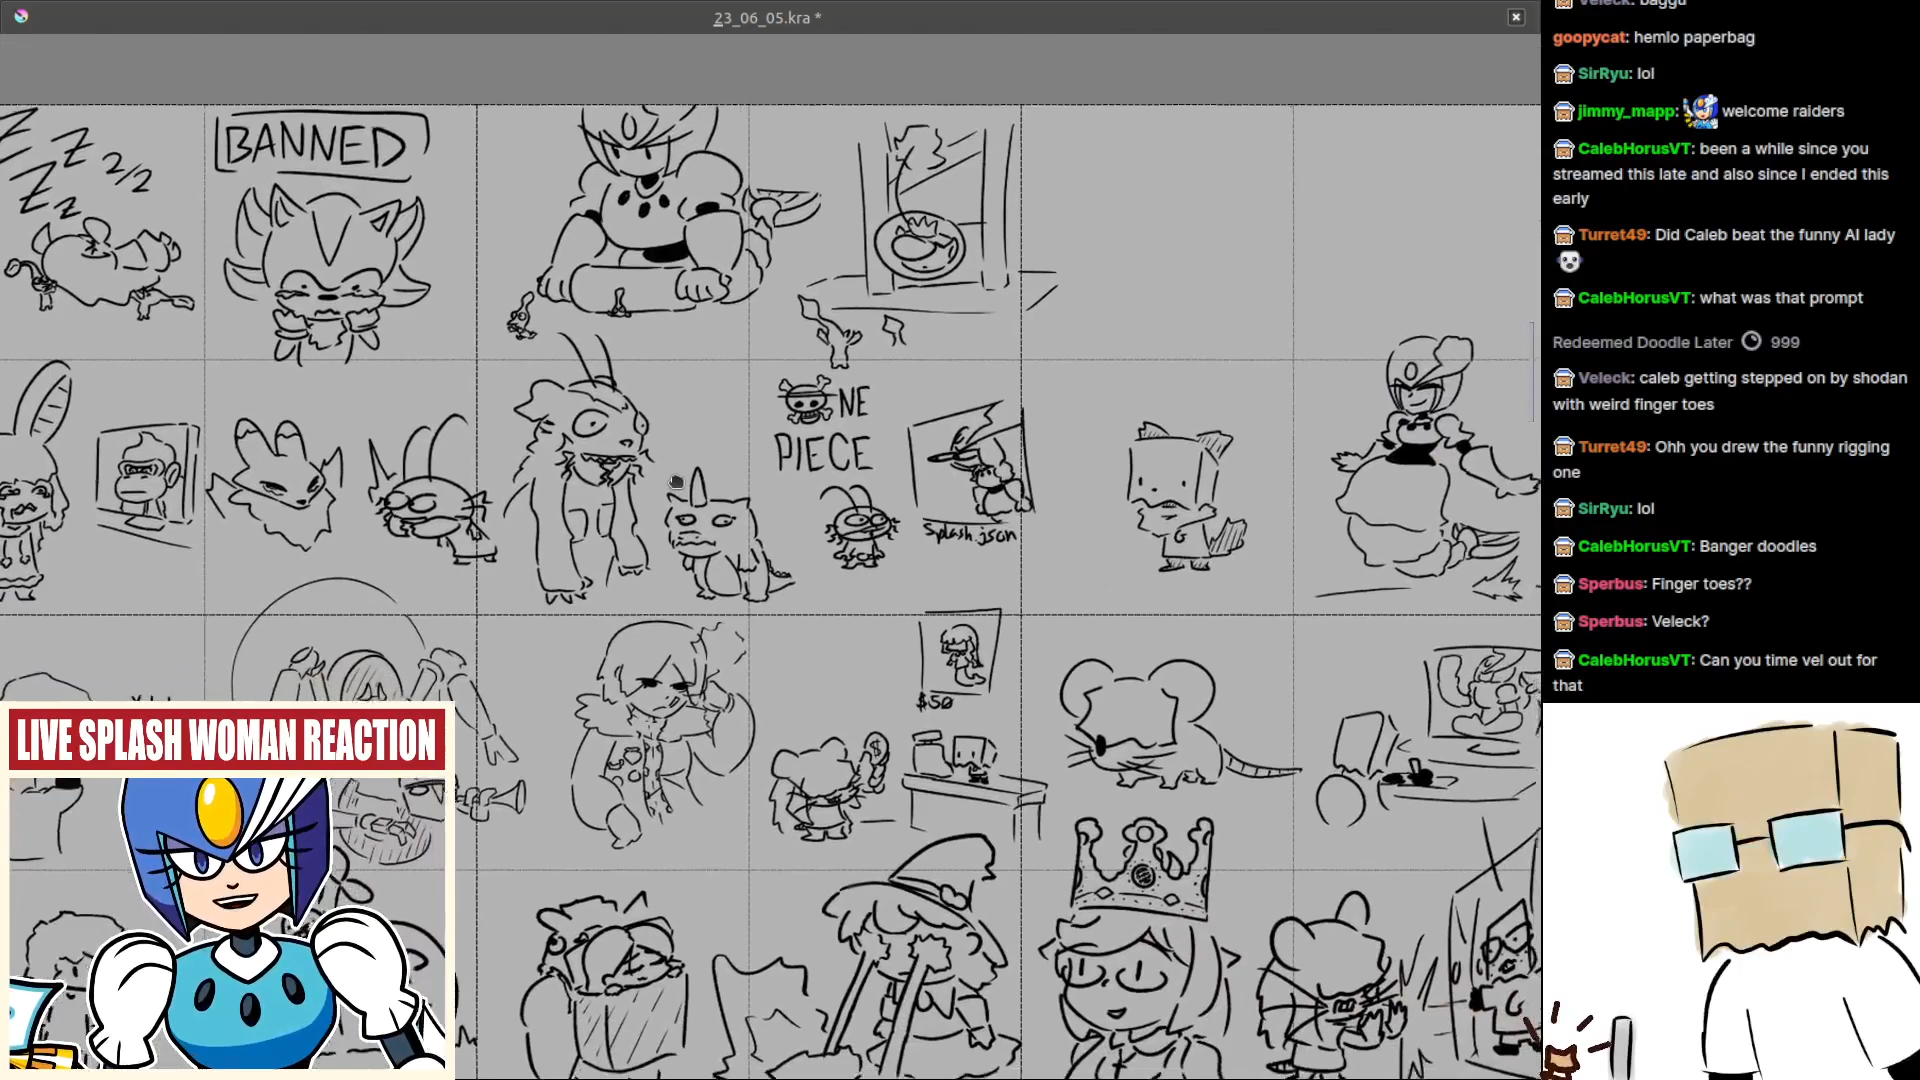 23_06_05.kra *
Veleck: baggu
goopycat: hemlo paperbag
SirRyu: lol
jimmy_mapp: welcome raiders
CalebHorusVT: been a while since you
streamed this late and also since I ended this
early
Turret49: Did Caleb beat the funny AI lady
CalebHorusVT: what was that prompt
Redeemed Doodle Later 999
Veleck: caleb getting stepped on by shodan
with weird finger toes
Turret49: Ohh you drew the funny rigging
one
SirRyu: lol
CalebHorusVT: Banger doodles
Sperbus: Finger toes??
Sperbus: Veleck?
CalebHorusVT: Can you time vel out for
that
Z Z Z Z Z Z
BANNED
NE
PIECE
Splash.json
$50
$
LIVE SPLASH WOMAN REACTION